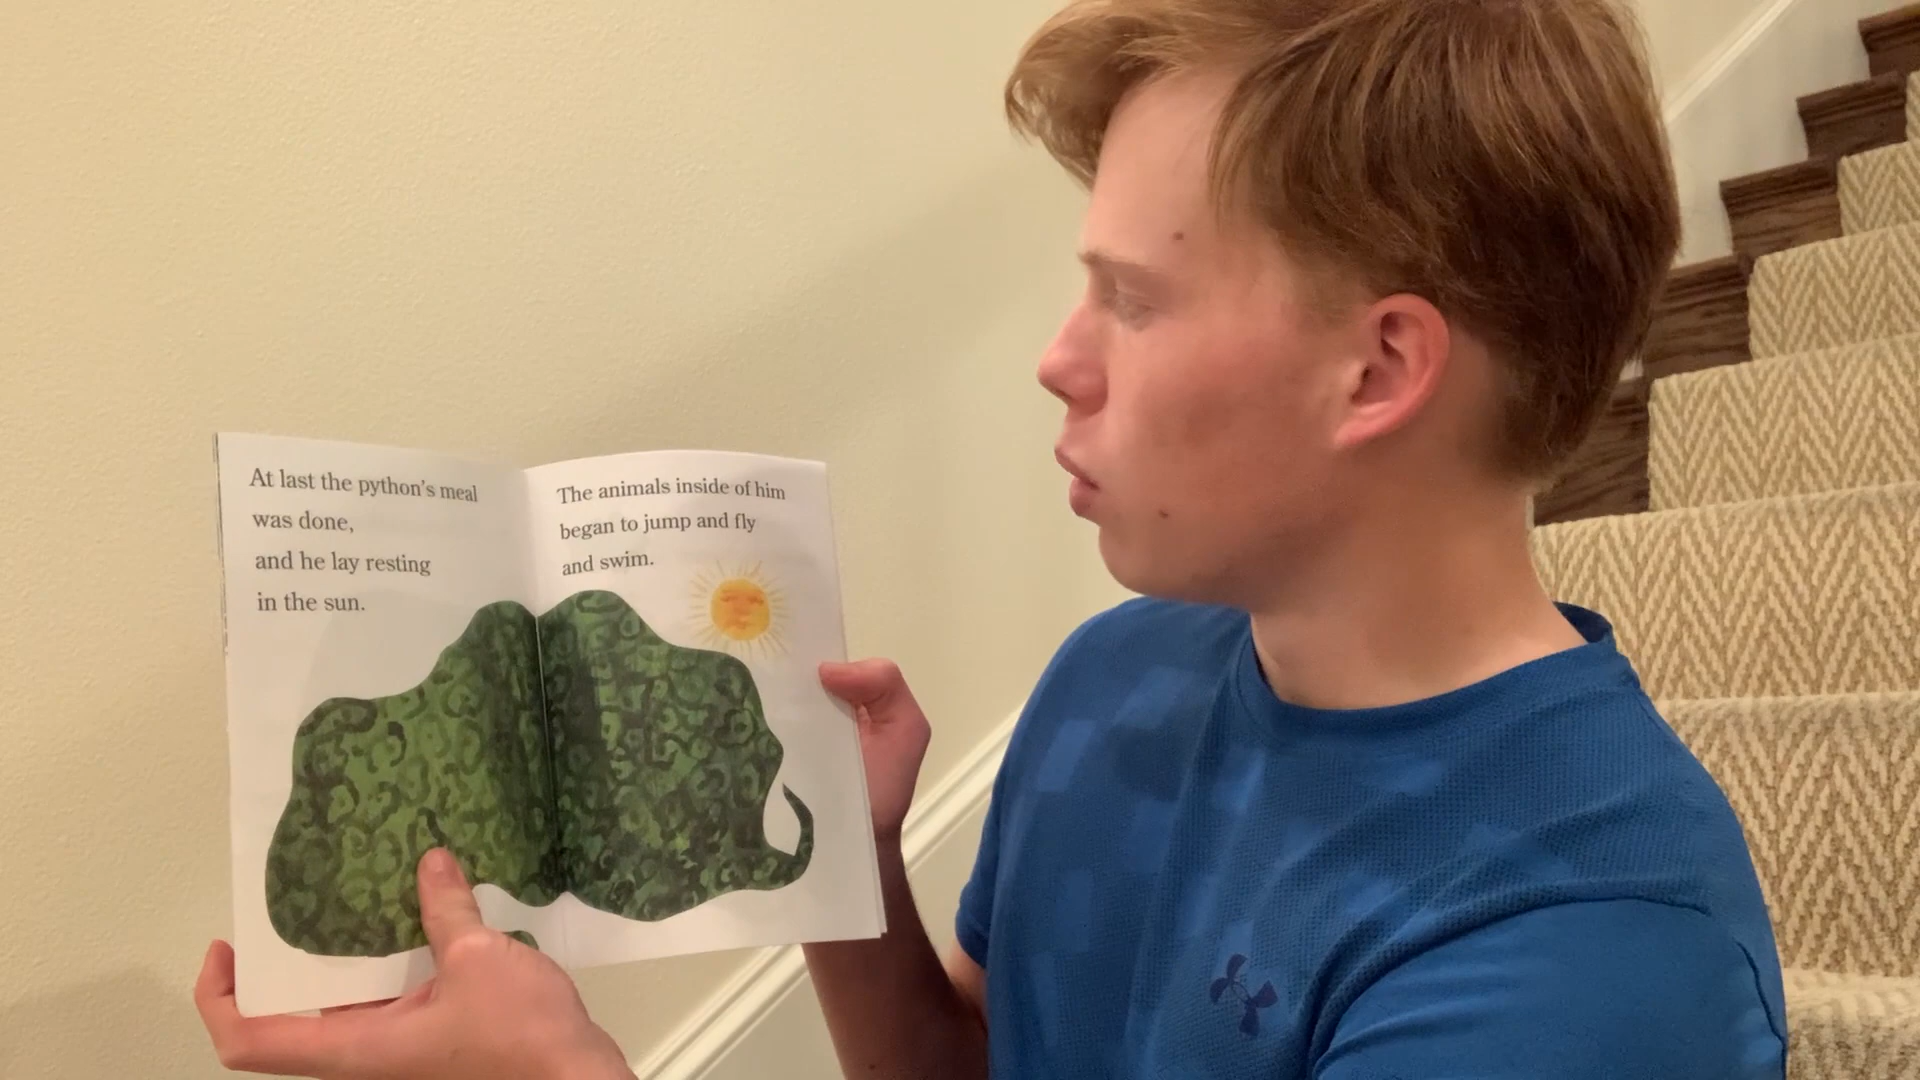 At last the python's meal
was done,
and he lay resting
in the sun.
The animals inside of him
began to jump and fly
and swim.